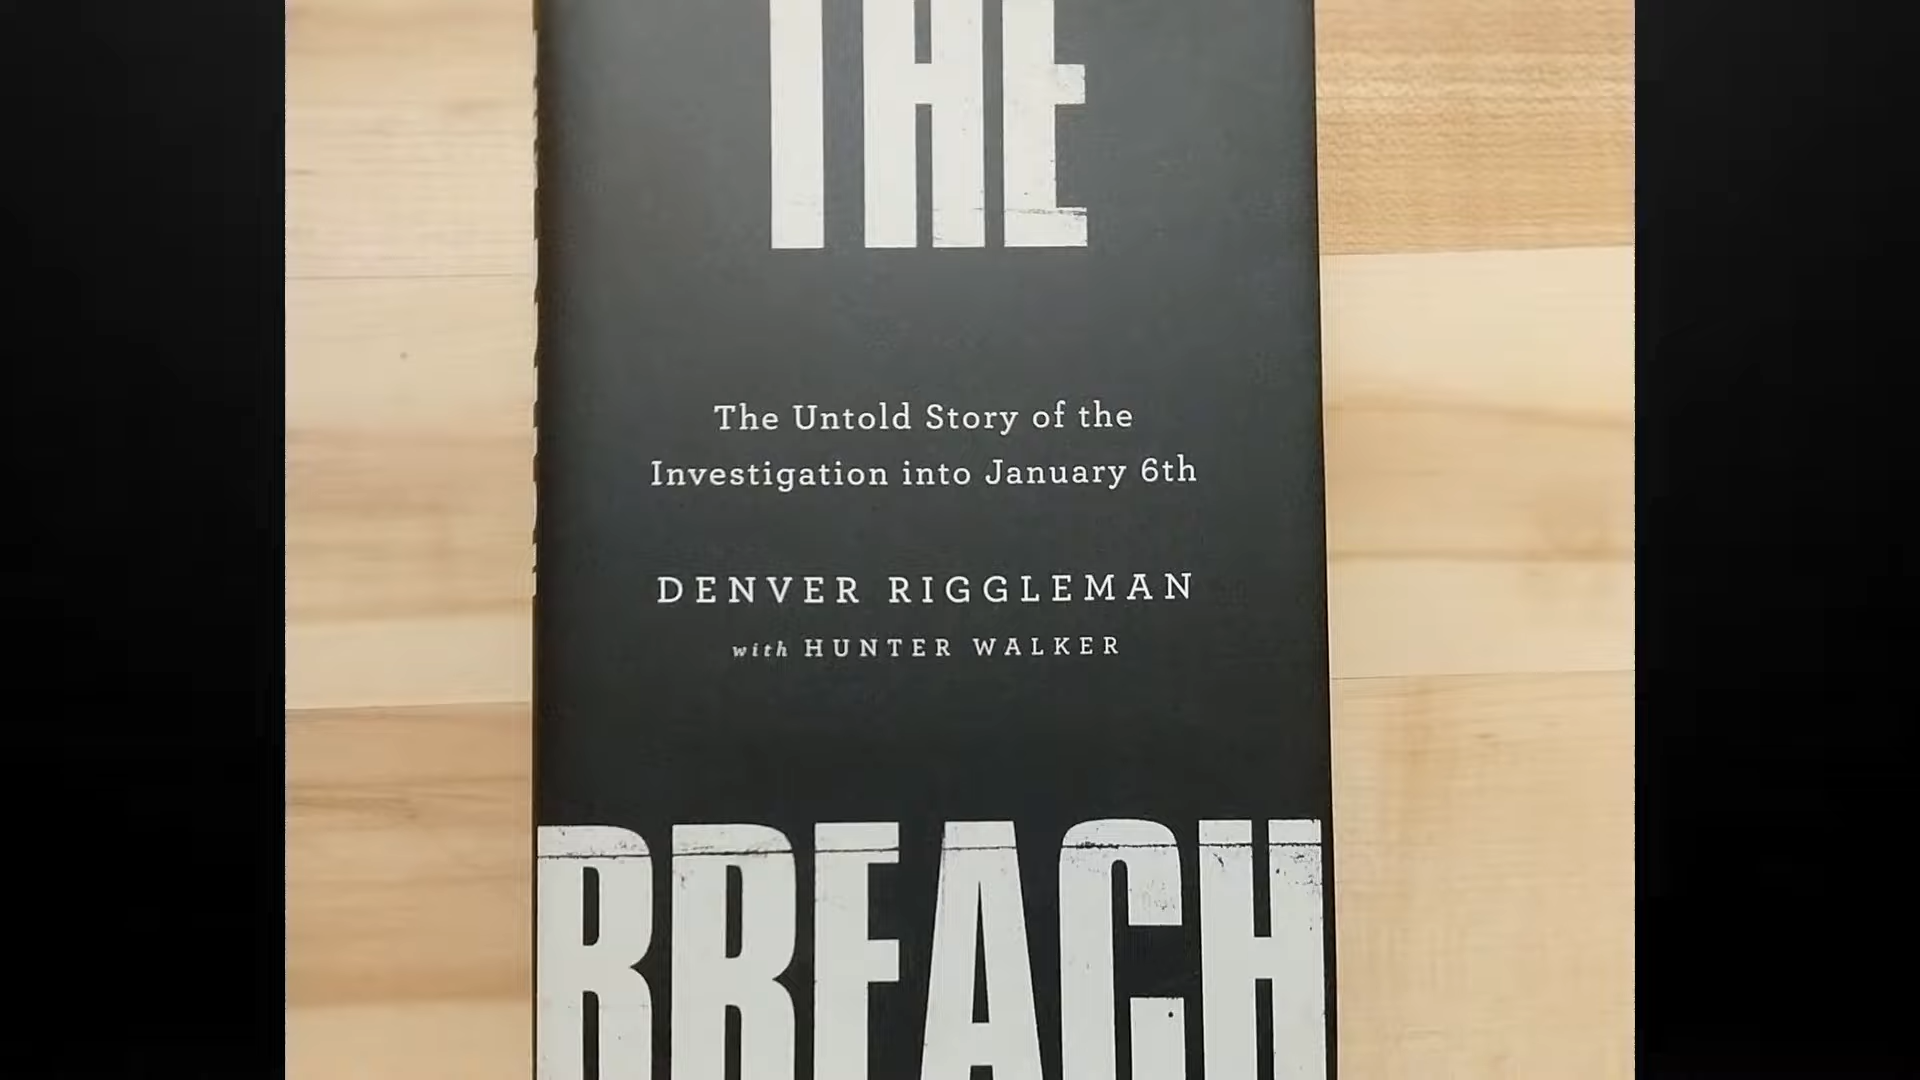 THE
The Untold Story of the
Investigation into January 6th
DENVER RIGGLEMAN
with HUNTER WALKER
BREACH